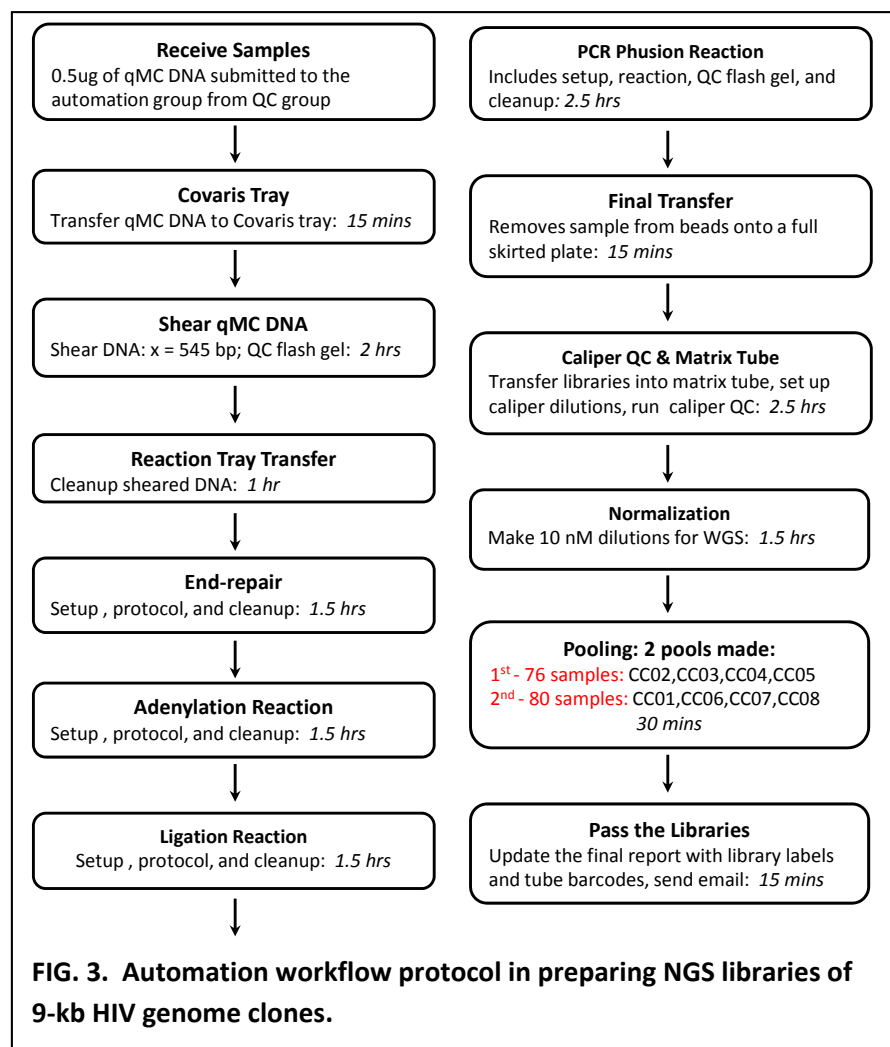 Receive Samples
0.5ug of qMC DNA submitted to the
automation group from QC group
Covaris Tray
Transfer qMC DNA to Covaris tray: 15 mins
Shear qMC DNA
Shear DNA: x = 545 bp; QC flash gel: 2 hrs
Reaction Tray Transfer
Cleanup sheared DNA: 1 hr
End-repair
Setup , protocol, and cleanup: 1.5 hrs
Adenylation Reaction
Setup , protocol, and cleanup: 1.5 hrs
Ligation Reaction
Setup , protocol, and cleanup: 1.5 hrs
PCR Phusion Reaction
Includes setup, reaction, QC flash gel, and
cleanup: 2.5 hrs
Final Transfer
Removes sample from beads onto a full
skirted plate: 15 mins
Caliper QC & Matrix Tube
Transfer libraries into matrix tube, set up
caliper dilutions, run caliper QC: 2.5 hrs
Normalization
Make 10 nM dilutions for WGS: 1.5 hrs
Pooling: 2 pools made:
1st - 76 samples: CC02,CC03,CC04,CC05
2nd - 80 samples: CC01,CC06,CC07,CC08
30 mins
Pass the Libraries
Update the final report with library labels
and tube barcodes, send email: 15 mins
FIG. 3. Automation workflow protocol in preparing NGS libraries of
9-kb HIV genome clones.